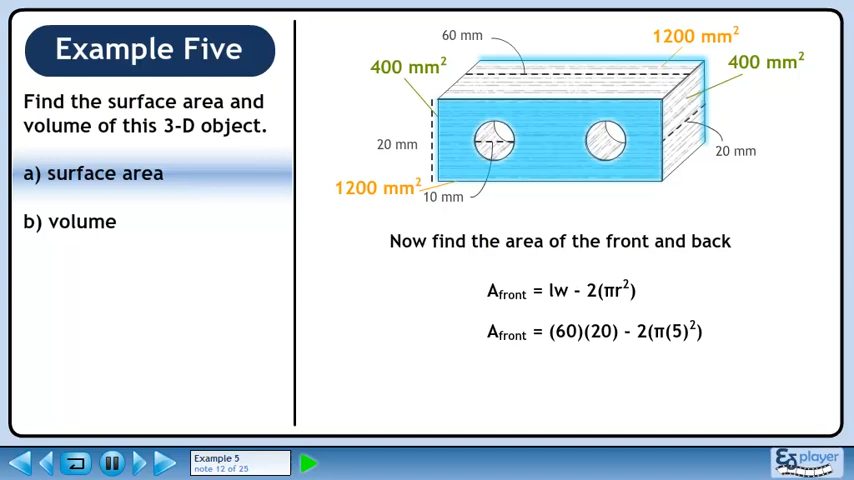 Example Five
Find the surface area and
volume of this 3-D object.
a) surface area
b) volume
60 mm
1200 mm²
400 mm²
400 mm²
20 mm
20 mm
1200 mm²
10 mm
Now find the area of the front and back
A_front = lw - 2(πr²)
A_front = (60)(20) - 2(π(5)²)
Example 5
note 12 of 25
player